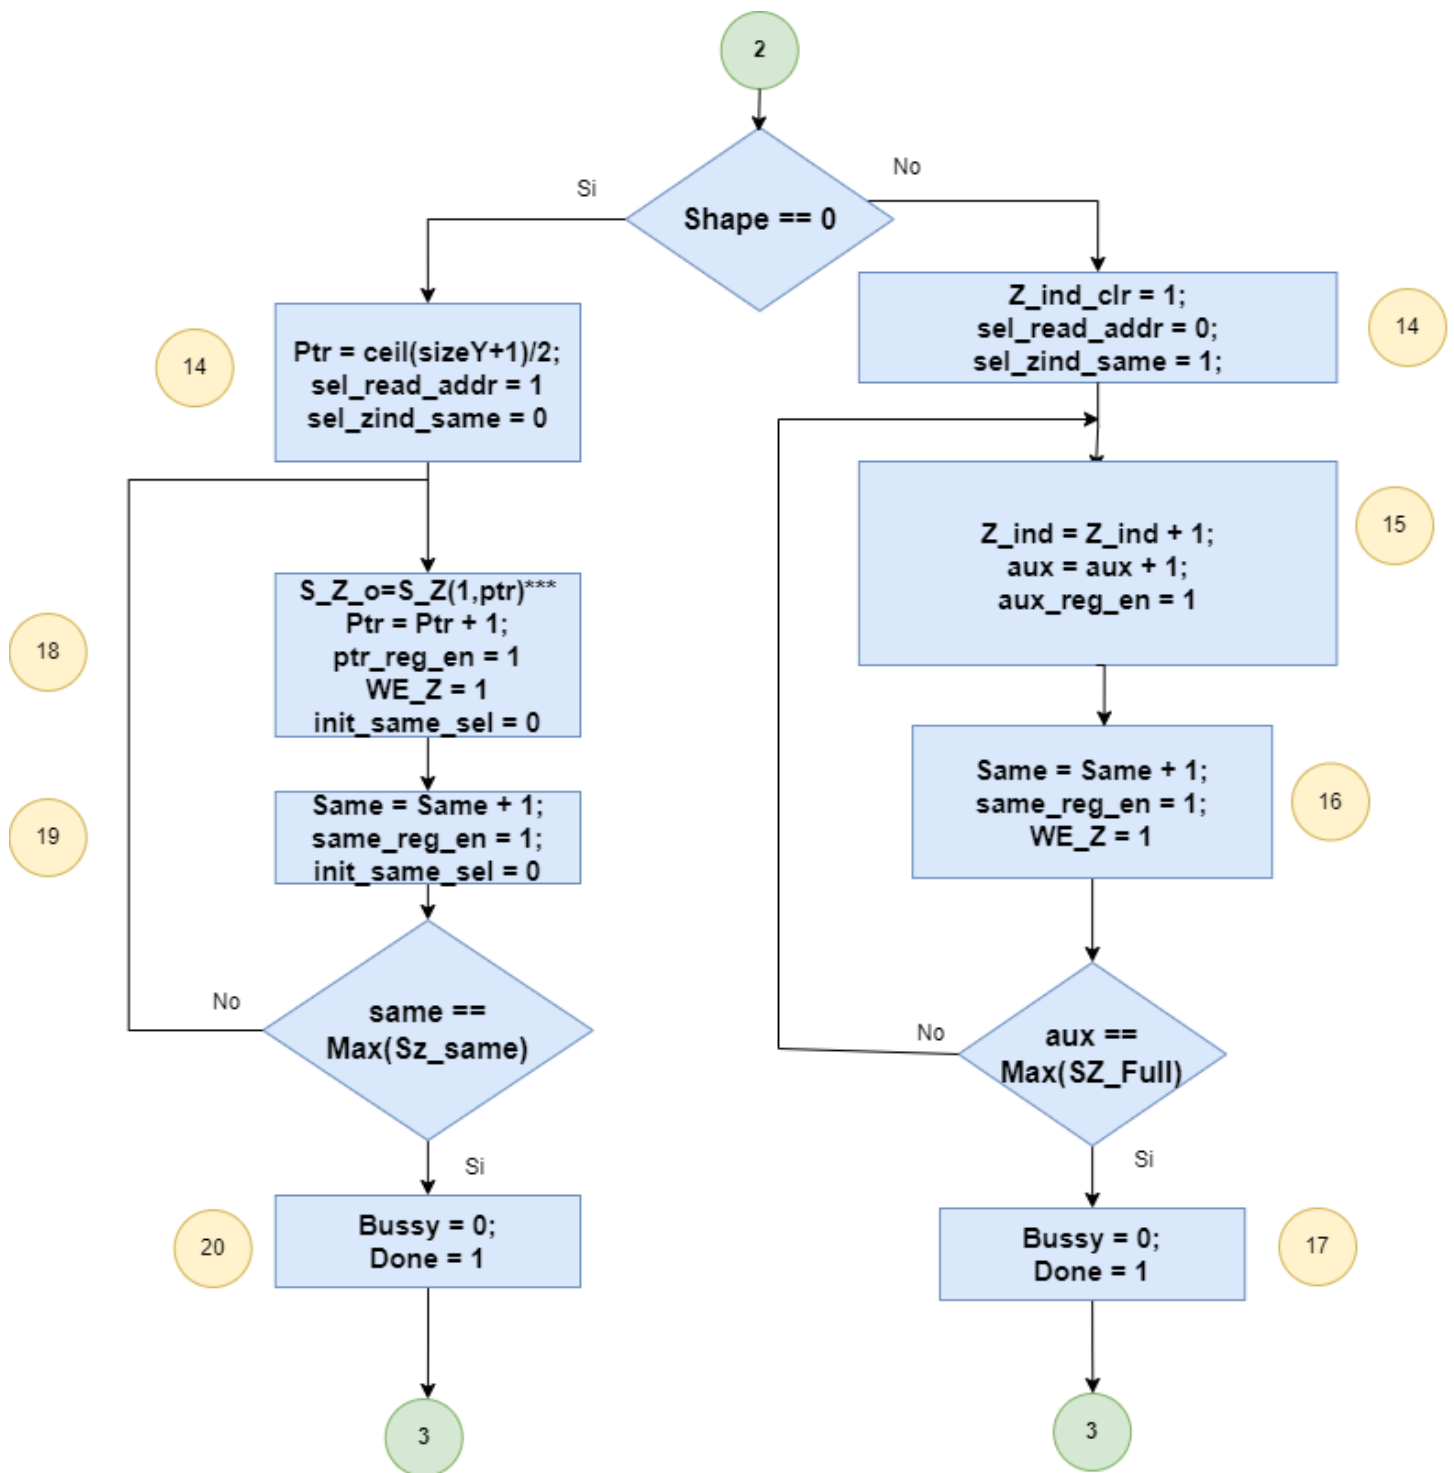 2
Shape == 0
Si
No
14
Ptr = ceil(sizeY+1)/2;
sel_read_addr = 1
sel_zind_same = 0
18
S_Z_o=S_Z(1,ptr)***
Ptr = Ptr + 1;
ptr_reg_en = 1
WE_Z = 1
init_same_sel = 0
19
Same = Same + 1;
same_reg_en = 1;
init_same_sel = 0
No
same ==
Max(Sz_same)
Si
20
Bussy = 0;
Done = 1
3
Z_ind_clr = 1;
sel_read_addr = 0;
sel_zind_same = 1;
14
Z_ind = Z_ind + 1;
aux = aux + 1;
aux_reg_en = 1
15
Same = Same + 1;
same_reg_en = 1;
WE_Z = 1
16
No
aux ==
Max(SZ_Full)
Si
Bussy = 0;
Done = 1
17
3